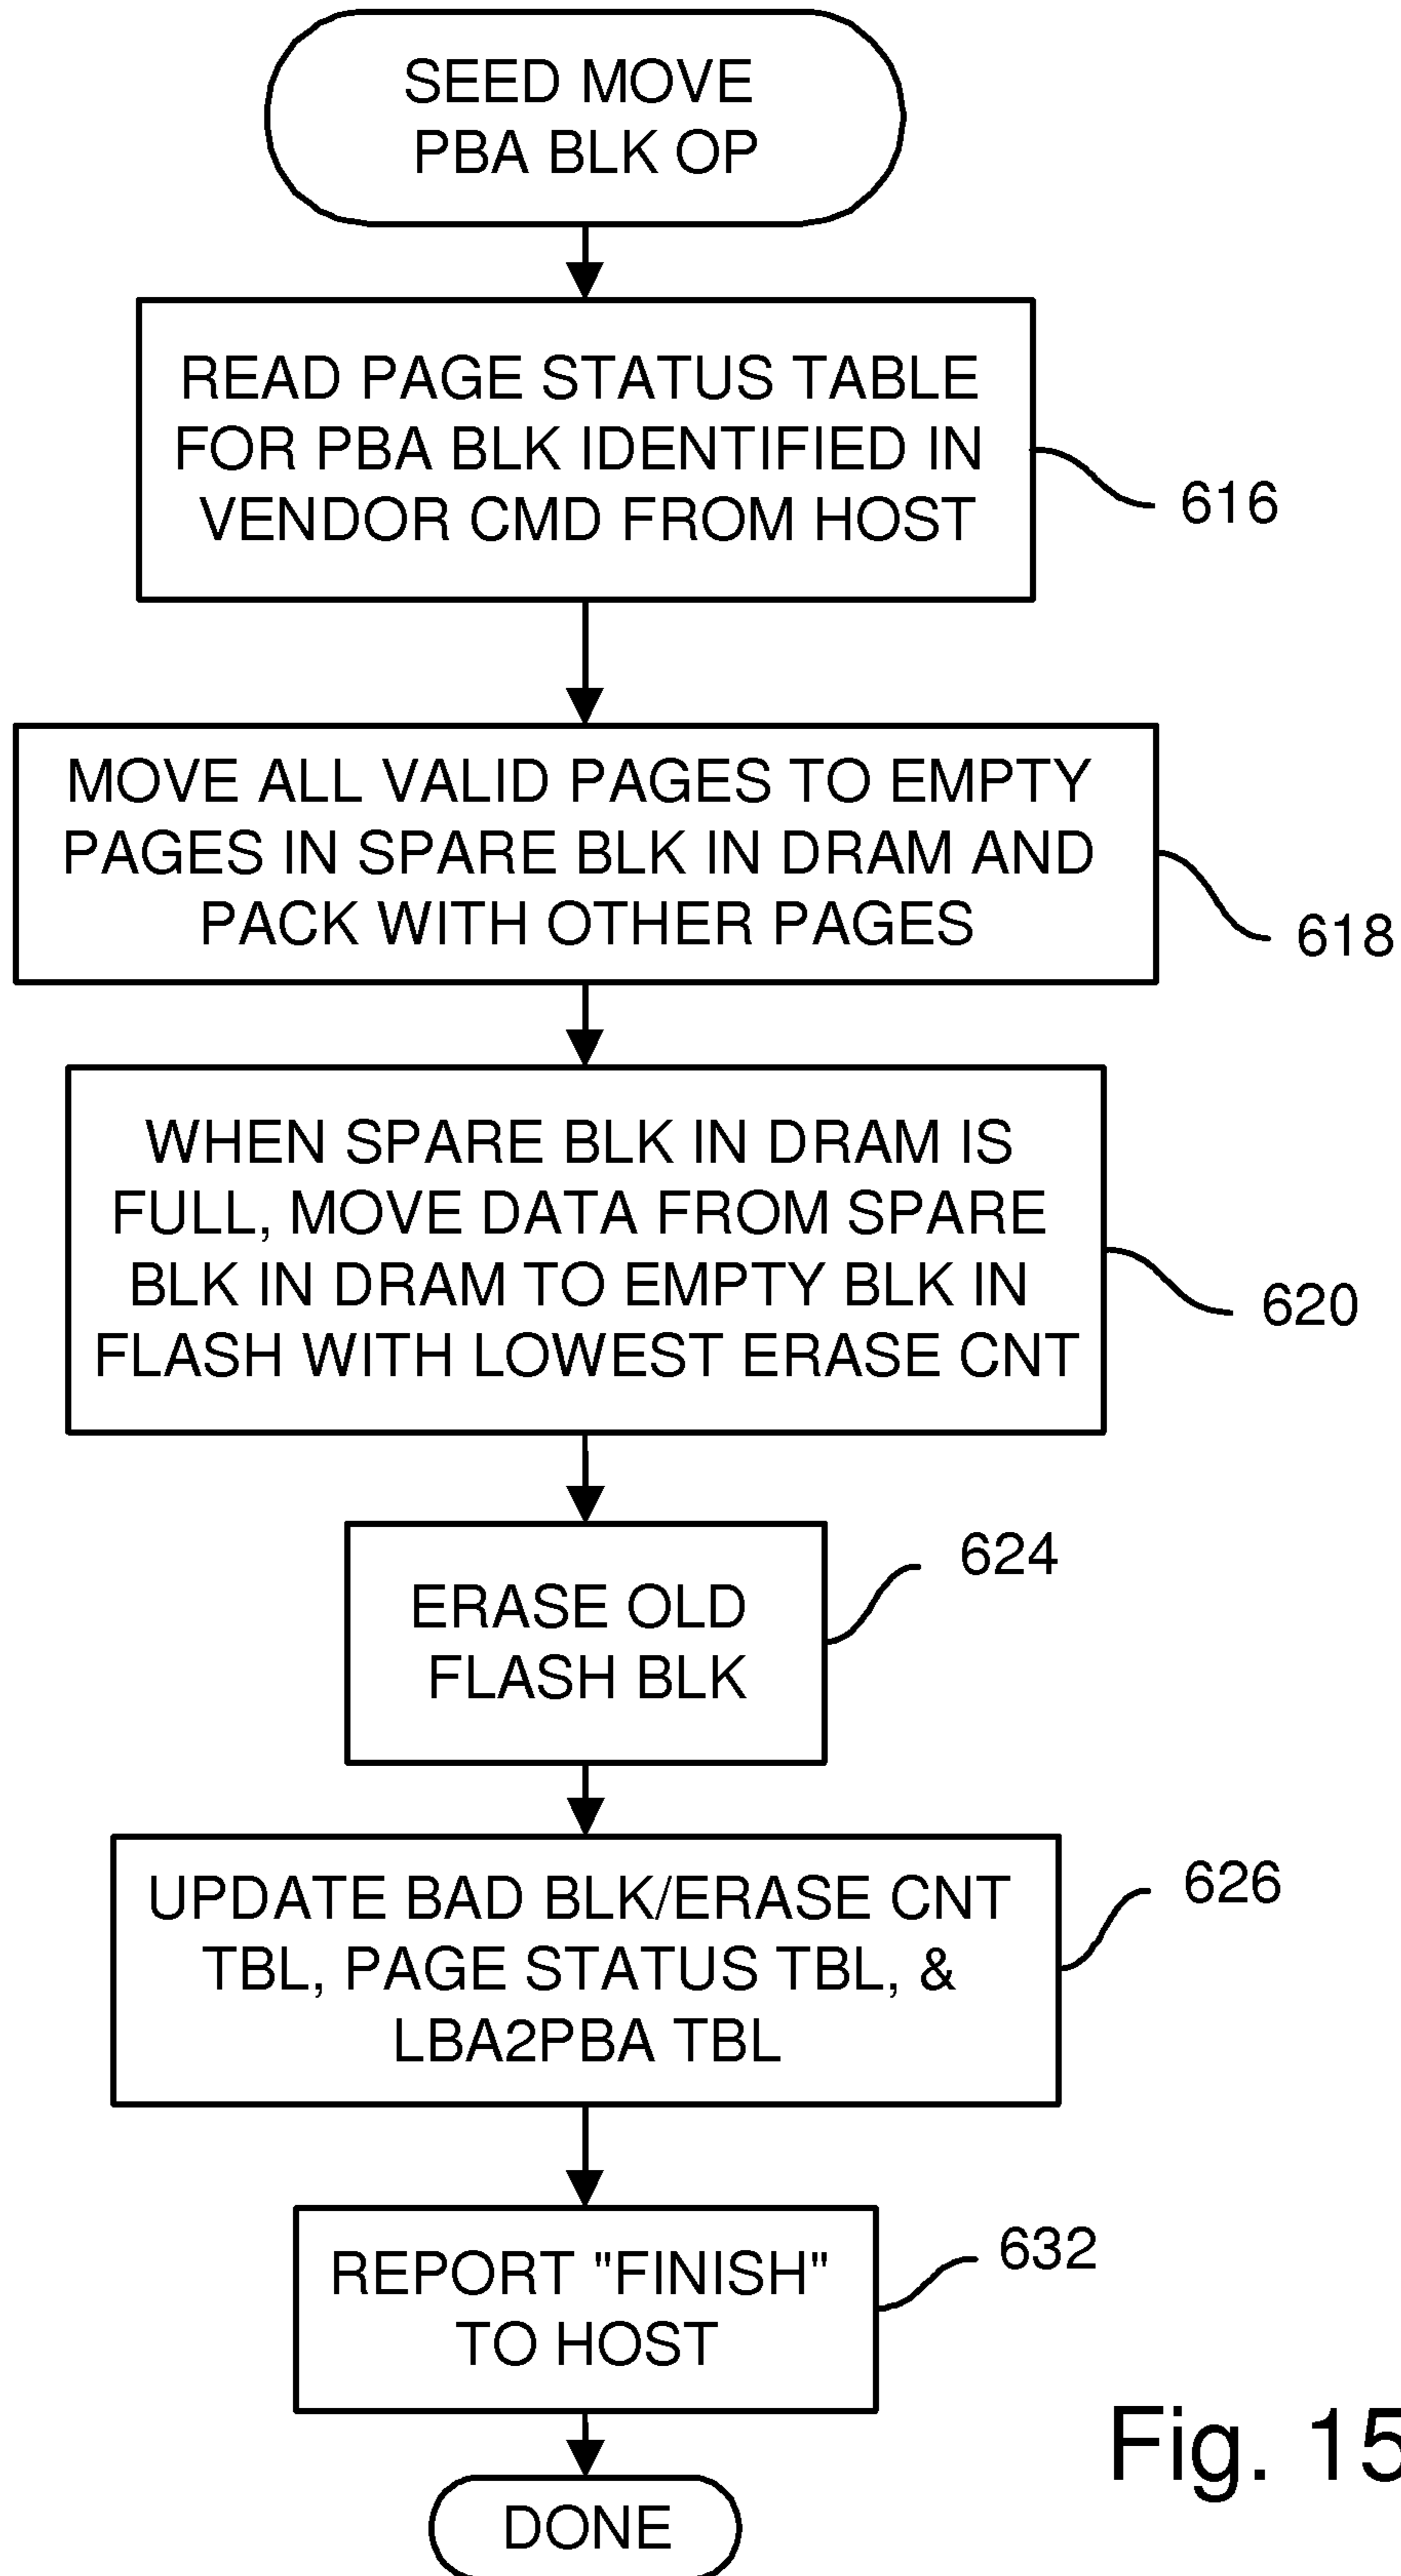 SEED MOVE
PBA BLK OP
READ PAGE STATUS TABLE
FOR PBA BLK IDENTIFIED IN
VENDOR CMD FROM HOST
616
MOVE ALL VALID PAGES TO EMPTY
PAGES IN SPARE BLK IN DRAM AND
PACK WITH OTHER PAGES
618
WHEN SPARE BLK IN DRAM IS
FULL, MOVE DATA FROM SPARE
BLK IN DRAM TO EMPTY BLK IN
FLASH WITH LOWEST ERASE CNT
620
ERASE OLD
FLASH BLK
624
UPDATE BAD BLK/ERASE CNT
TBL, PAGE STATUS TBL, &
LBA2PBA TBL
626
REPORT "FINISH"
TO HOST
632
DONE
Fig. 15